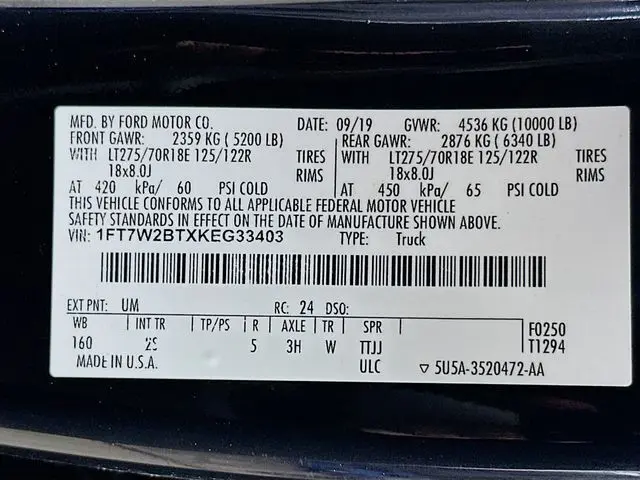 MFD. BY FORD MOTOR CO. DATE: 09/19 GVWR: 4536 KG (10000 LB)
FRONT GAWR: 2359 KG ( 5200 LB) REAR GAWR: 2876 KG ( 6340 LB)
WITH LT275/70R18E 125/122R TIRES WITH LT275/70R18E 125/122R TIRES
18x8.0J RIMS 18x8.0J RIMS
AT 420 kPa/ 60 PSI COLD AT 450 kPa/ 65 PSI COLD
THIS VEHICLE CONFORMS TO ALL APPLICABLE FEDERAL MOTOR VEHICLE
SAFETY STANDARDS IN EFFECT ON THE DATE OF MANUFACTURE SHOWN ABOVE.
VIN: 1FT7W2BTXKEG33403 TYPE: Truck
EXT PNT: UM RC: 24 DSO:
WB INT TR TP/PS R AXLE TR SPR F0250
160 2S 5 3H W TTJJ T1294
MADE IN U.S.A. ULC ▽ 5U5A-3520472-AA